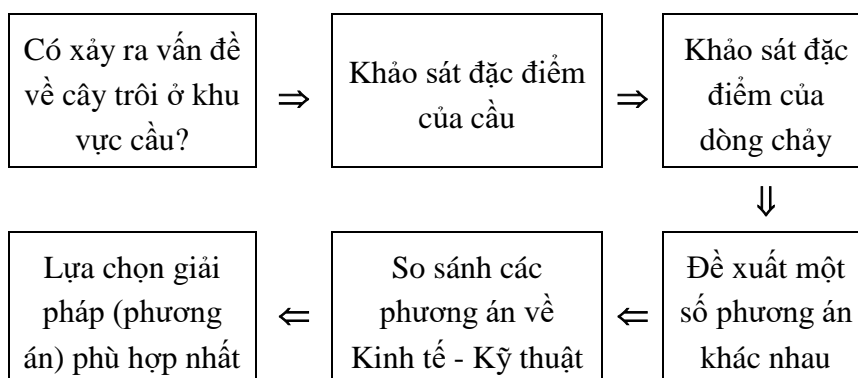 Có xảy ra vấn đề
về cây trôi ở khu
vực cầu?
⇒
Khảo sát đặc điểm
của cầu
⇒
Khảo sát đặc
điểm của
dòng chảy
⇓
Đề xuất một
số phương án
khác nhau
⇐
So sánh các
phương án về
Kinh tế - Kỹ thuật
⇐
Lựa chọn giải
pháp (phương
án) phù hợp nhất